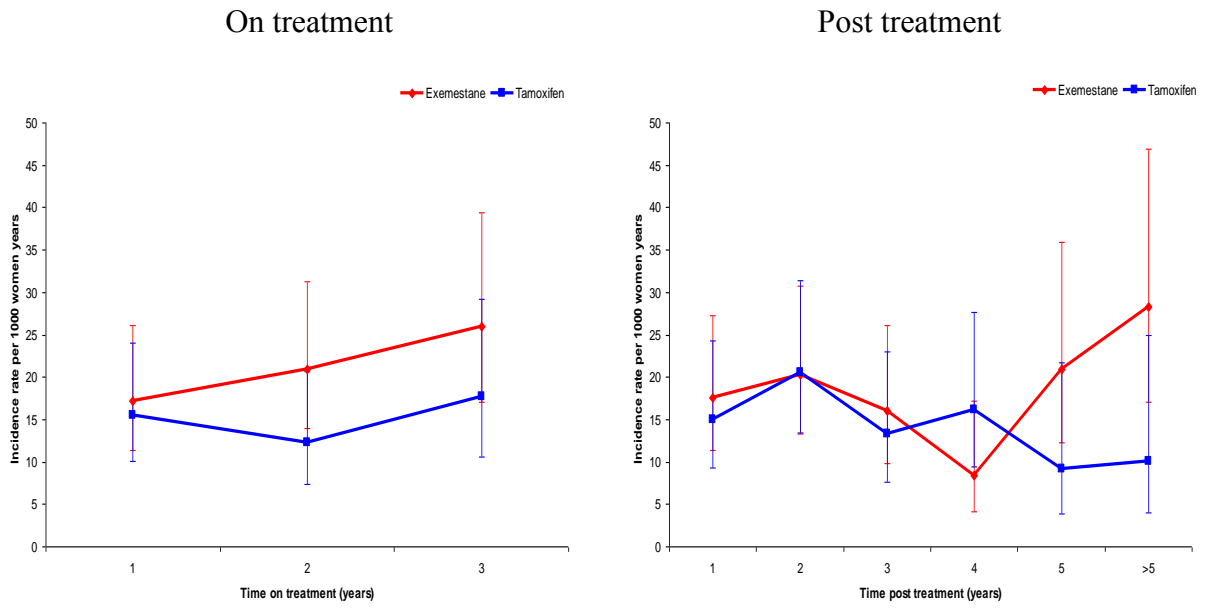 On treatment
Exemestane Tamoxifen
50
45
40
35
30
25
20
15
10
5
0
Incidence rate per 1000 women years
1 2 3
Time on treatment (years)
Post treatment
Exemestane Tamoxifen
50
45
40
35
30
25
20
15
10
5
0
Incidence rate per 1000 women years
1 2 3 4 5 >5
Time post treatment (years)